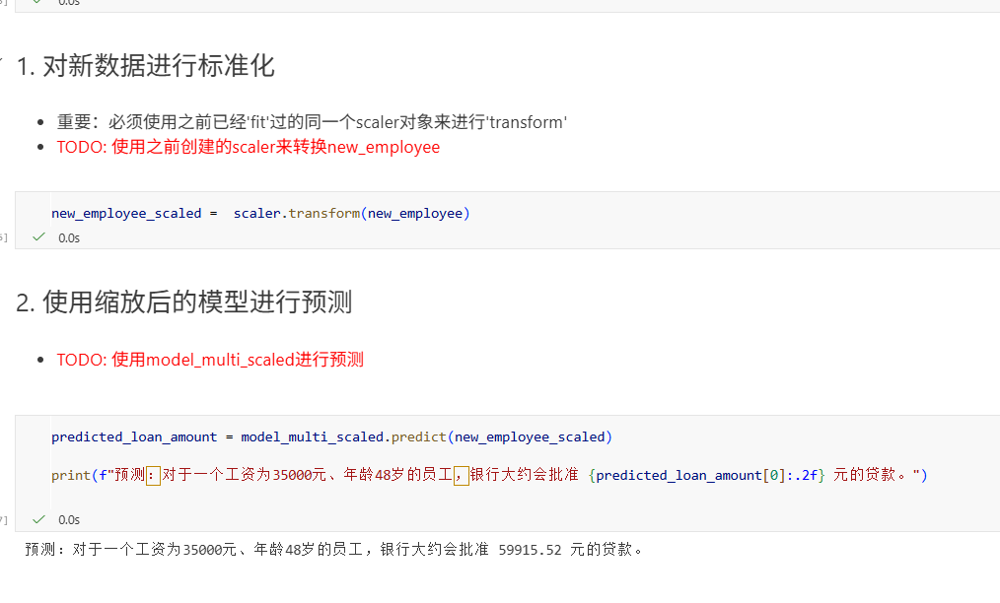 0.0s
1. 对新数据进行标准化
• 重要：必须使用之前已经'fit'过的同一个scaler对象来进行'transform'
• TODO: 使用之前创建的scaler来转换new_employee
new_employee_scaled =  scaler.transform(new_employee)
0.0s
2. 使用缩放后的模型进行预测
• TODO: 使用model_multi_scaled进行预测
predicted_loan_amount = model_multi_scaled.predict(new_employee_scaled)
print(f"预测：对于一个工资为35000元、年龄48岁的员工，银行大约会批准 {predicted_loan_amount[0]:.2f} 元的贷款。")
0.0s
预测：对于一个工资为35000元、年龄48岁的员工，银行大约会批准 59915.52 元的贷款。